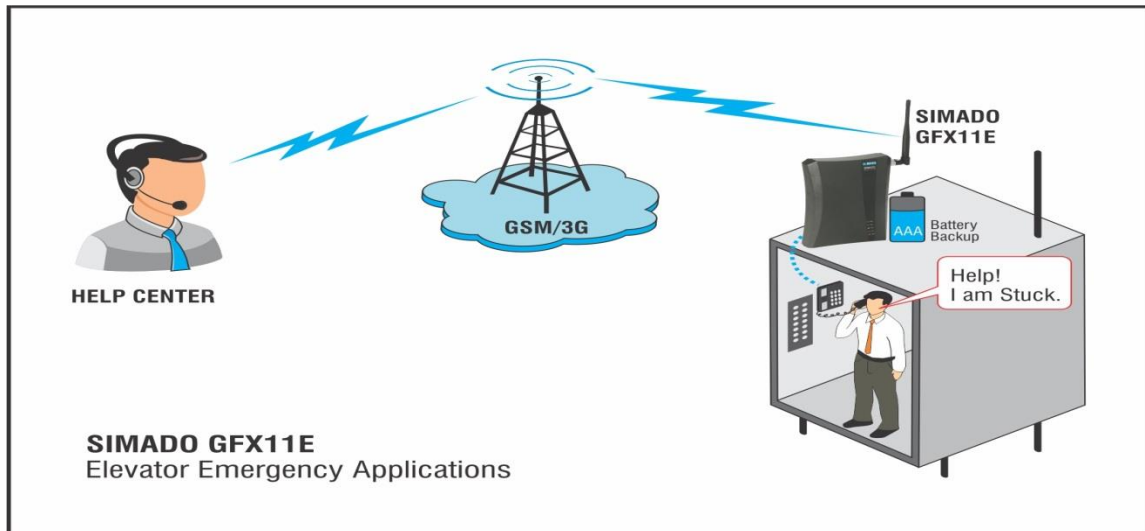 SIMADO
GFX11E
GSM/3G
AAA
Battery
Backup
HELP CENTER
Help!
I am Stuck.
SIMADO GFX11E
Elevator Emergency Applications